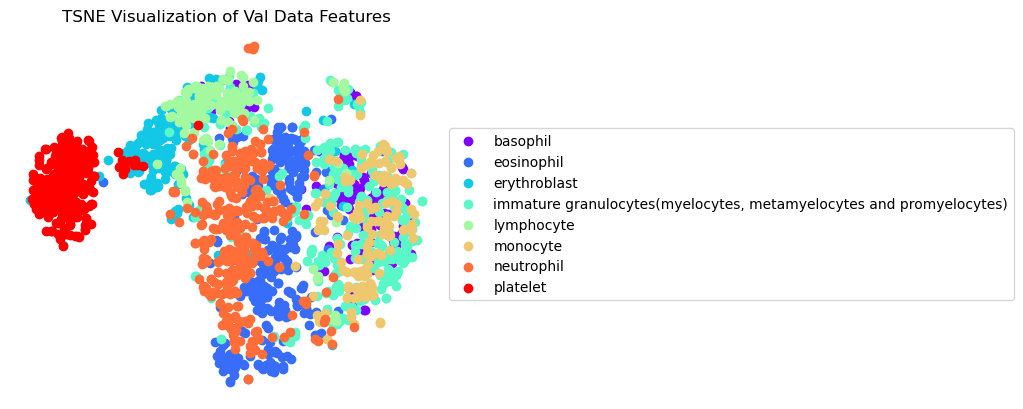 TSNE Visualization of Val Data Features
basophil
eosinophil
erythroblast
immature granulocytes(myelocytes, metamyelocytes and promyelocytes)
lymphocyte
monocyte
neutrophil
platelet